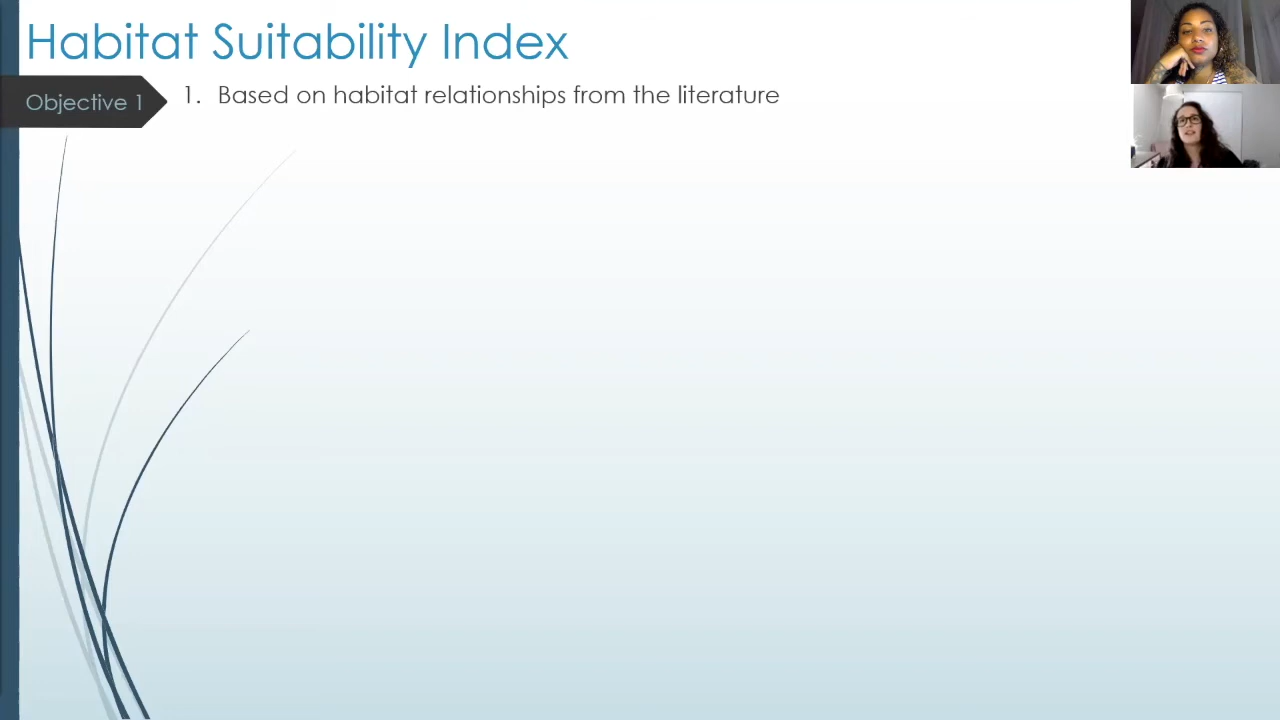 Habitat Suitability Index
Objective 1
1. Based on habitat relationships from the literature